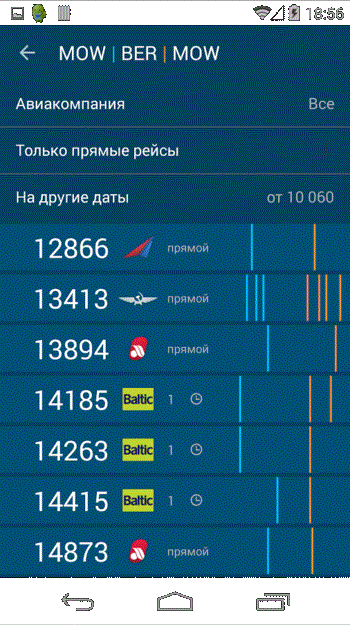 18:56
MOW | BER | MOW
Авиакомпания Все
Только прямые рейсы
На другие даты от 10 060
12866 прямой
13413 прямой
13894 прямой
14185 Baltic 1
14263 Baltic 1
14415 Baltic 1
14873 прямой